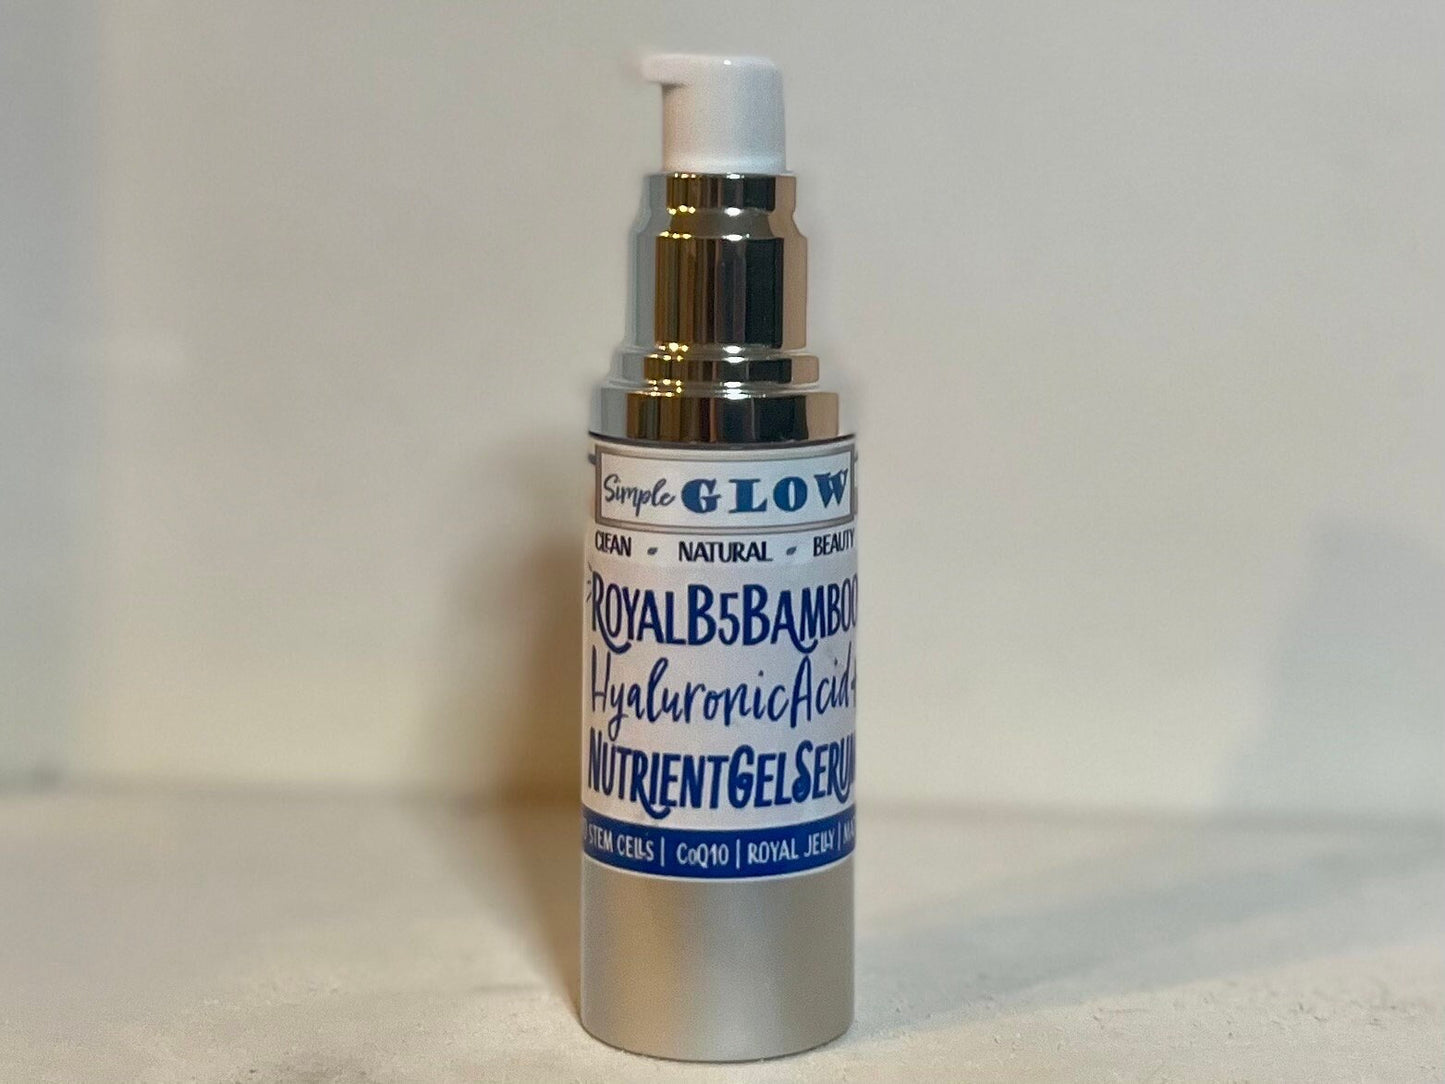 Simple GLOW
CLEAN - NATURAL - BEAUTY
ROYALB5BAMBOO
HyaluronicAcid+
NUTRIENTGELSERUM
STEM CELLS | CoQ10 | ROYAL JELLY |